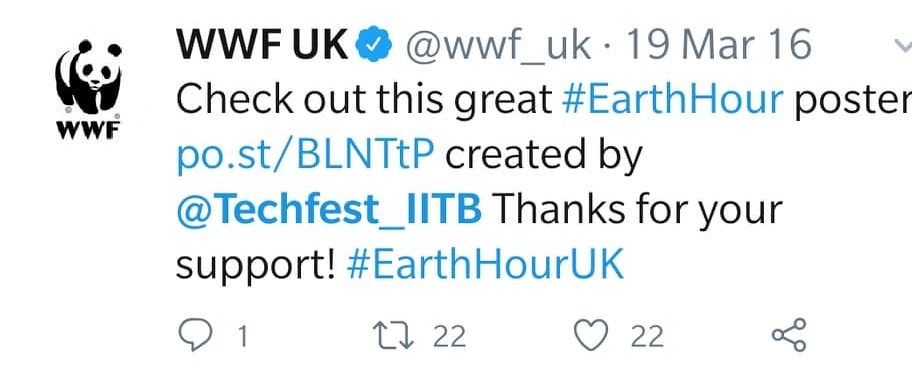 WWF UK @wwf_uk · 19 Mar 16
WWF
Check out this great #EarthHour poster
po.st/BLNTtP created by
@Techfest_IITB Thanks for your
support! #EarthHourUK
1 22 22